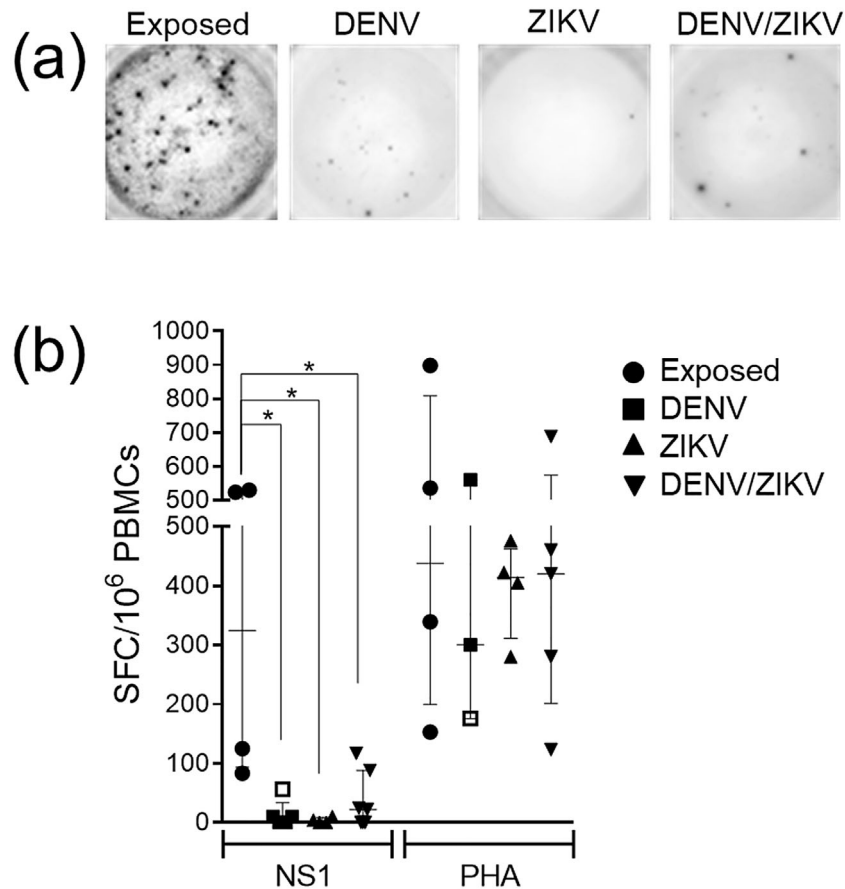 (a)
Exposed DENV ZIKV DENV/ZIKV
(b)
SFC/10⁶ PBMCs
1000
900
800
700
600
500
500
400
300
200
100
0
*
*
*
Exposed
DENV
ZIKV
DENV/ZIKV
NS1 PHA